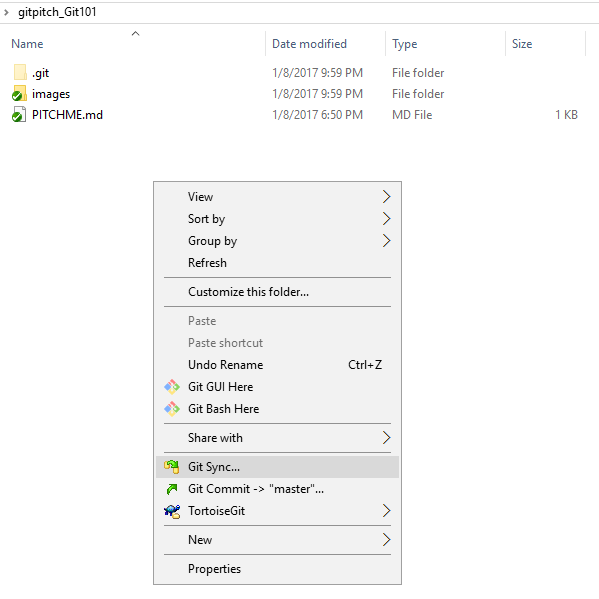 gitpitch_Git101
Name Date modified Type Size
.git 1/8/2017 9:59 PM File folder
images 1/8/2017 9:59 PM File folder
PITCHME.md 1/8/2017 6:50 PM MD File 1 KB
View
Sort by
Group by
Refresh
Customize this folder...
Paste
Paste shortcut
Undo Rename Ctrl+Z
Git GUI Here
Git Bash Here
Share with
Git Sync...
Git Commit -> "master"...
TortoiseGit
New
Properties